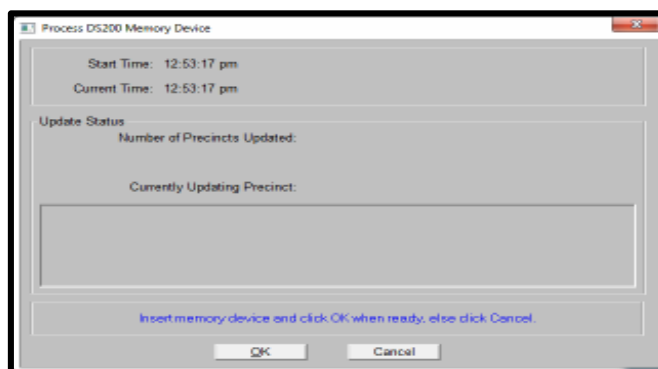 Process DS200 Memory Device
Start Time: 12:53:17 pm
Current Time: 12:53:17 pm
Update Status
Number of Precincts Updated:
Currently Updating Precinct:
Insert memory device and click OK when ready, else click Cancel.
OK Cancel